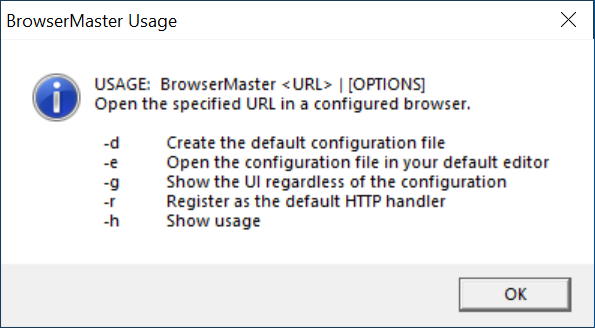 BrowserMaster Usage
USAGE:  BrowserMaster <URL> | [OPTIONS]
Open the specified URL in a configured browser.
-d Create the default configuration file
-e Open the configuration file in your default editor
-g Show the UI regardless of the configuration
-r Register as the default HTTP handler
-h Show usage
OK